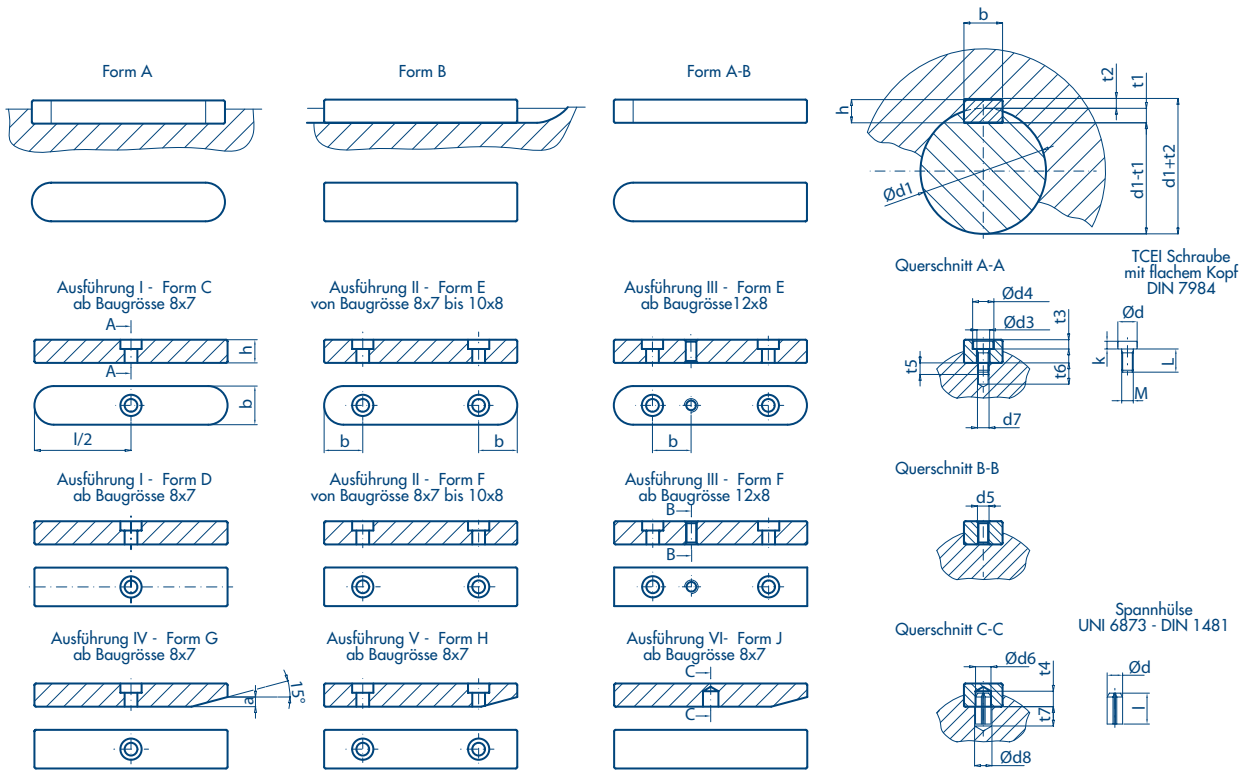 Form A
Form B
Form A-B
b
t2
t1
h
Ød1
d1-t1
d1+t2
Ausführung I - Form C
ab Baugrösse 8x7
A
A
h
b
l/2
Ausführung II - Form E
von Baugrösse 8x7 bis 10x8
b
b
Ausführung III - Form E
ab Baugrösse12x8
b
Querschnitt A-A
Ød4
Ød3
t3
t5
t6
d7
TCEI Schraube
mit flachem Kopf
DIN 7984
Ød
k
L
M
Ausführung I - Form D
ab Baugrösse 8x7
Ausführung II - Form F
von Baugrösse 8x7 bis 10x8
Ausführung III - Form F
ab Baugrösse 12x8
B
B
Querschnitt B-B
d5
Ausführung IV - Form G
ab Baugrösse 8x7
a
15°
Ausführung V - Form H
ab Baugrösse 8x7
Ausführung VI- Form J
ab Baugrösse 8x7
C
C
Querschnitt C-C
Ød6
t4
t7
Ød8
Spannhülse
UNI 6873 - DIN 1481
Ød
l